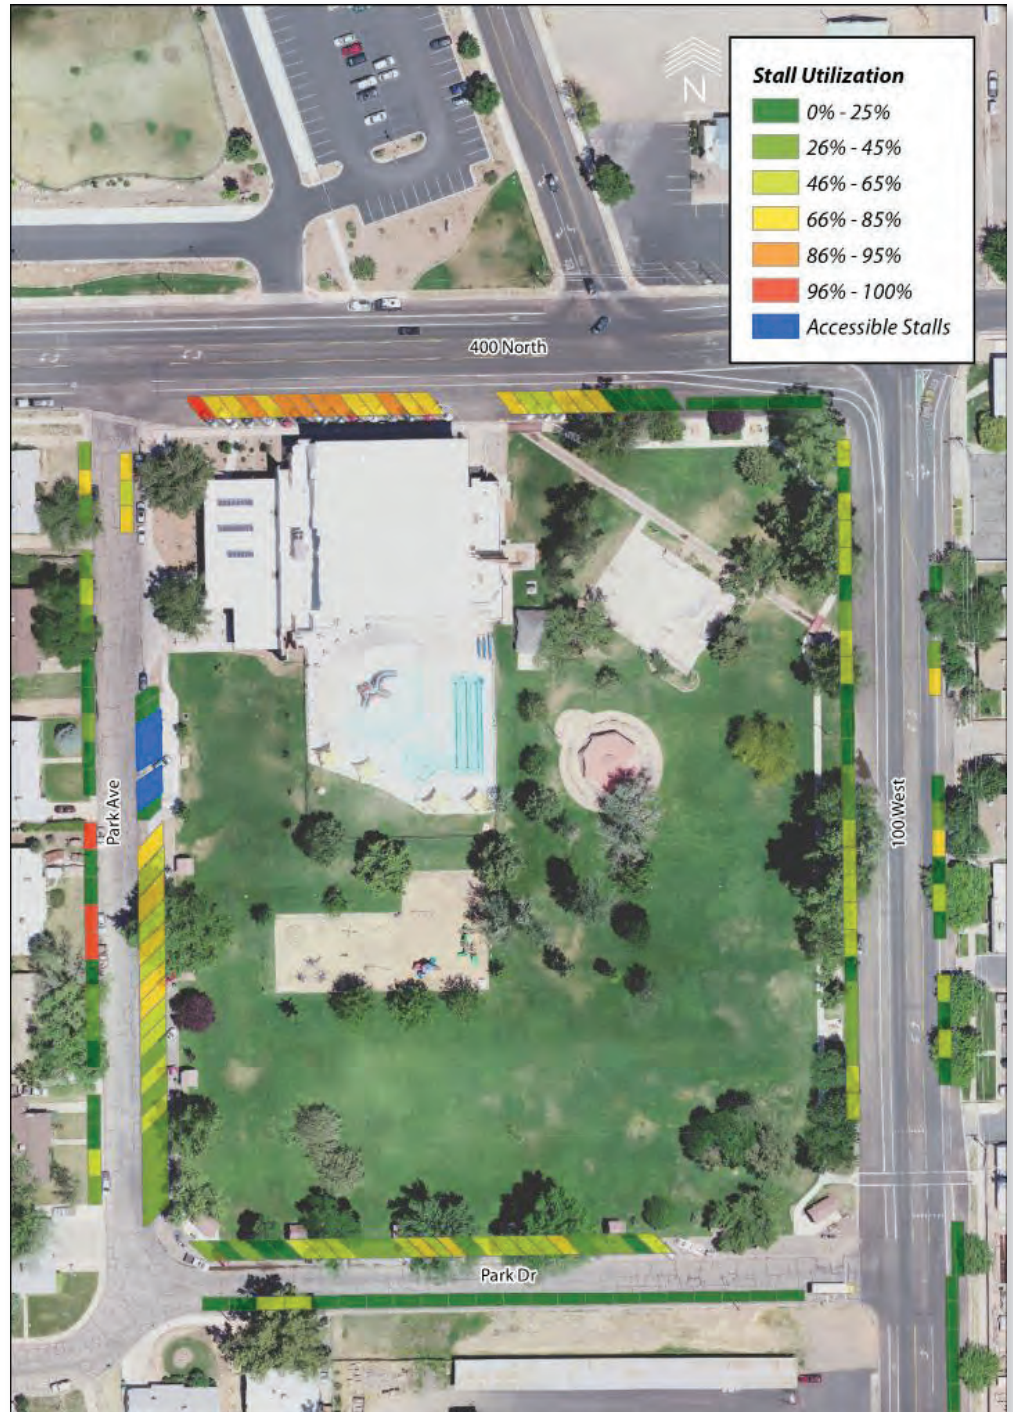 N
Stall Utilization
0% - 25%
26% - 45%
46% - 65%
66% - 85%
86% - 95%
96% - 100%
Accessible Stalls
400 North
Park Ave
100 West
Park Dr